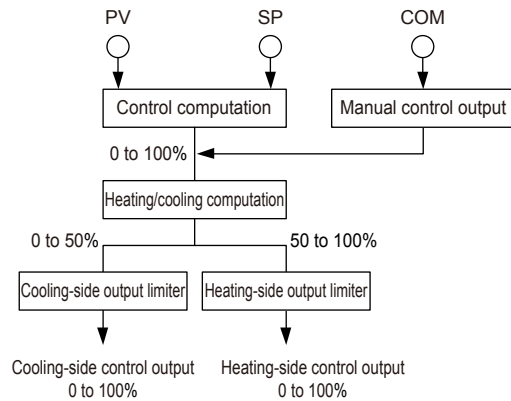 PV
SP
COM
Control computation
Manual control output
0 to 100%
Heating/cooling computation
0 to 50%
50 to 100%
Cooling-side output limiter
Heating-side output limiter
Cooling-side control output
0 to 100%
Heating-side control output
0 to 100%